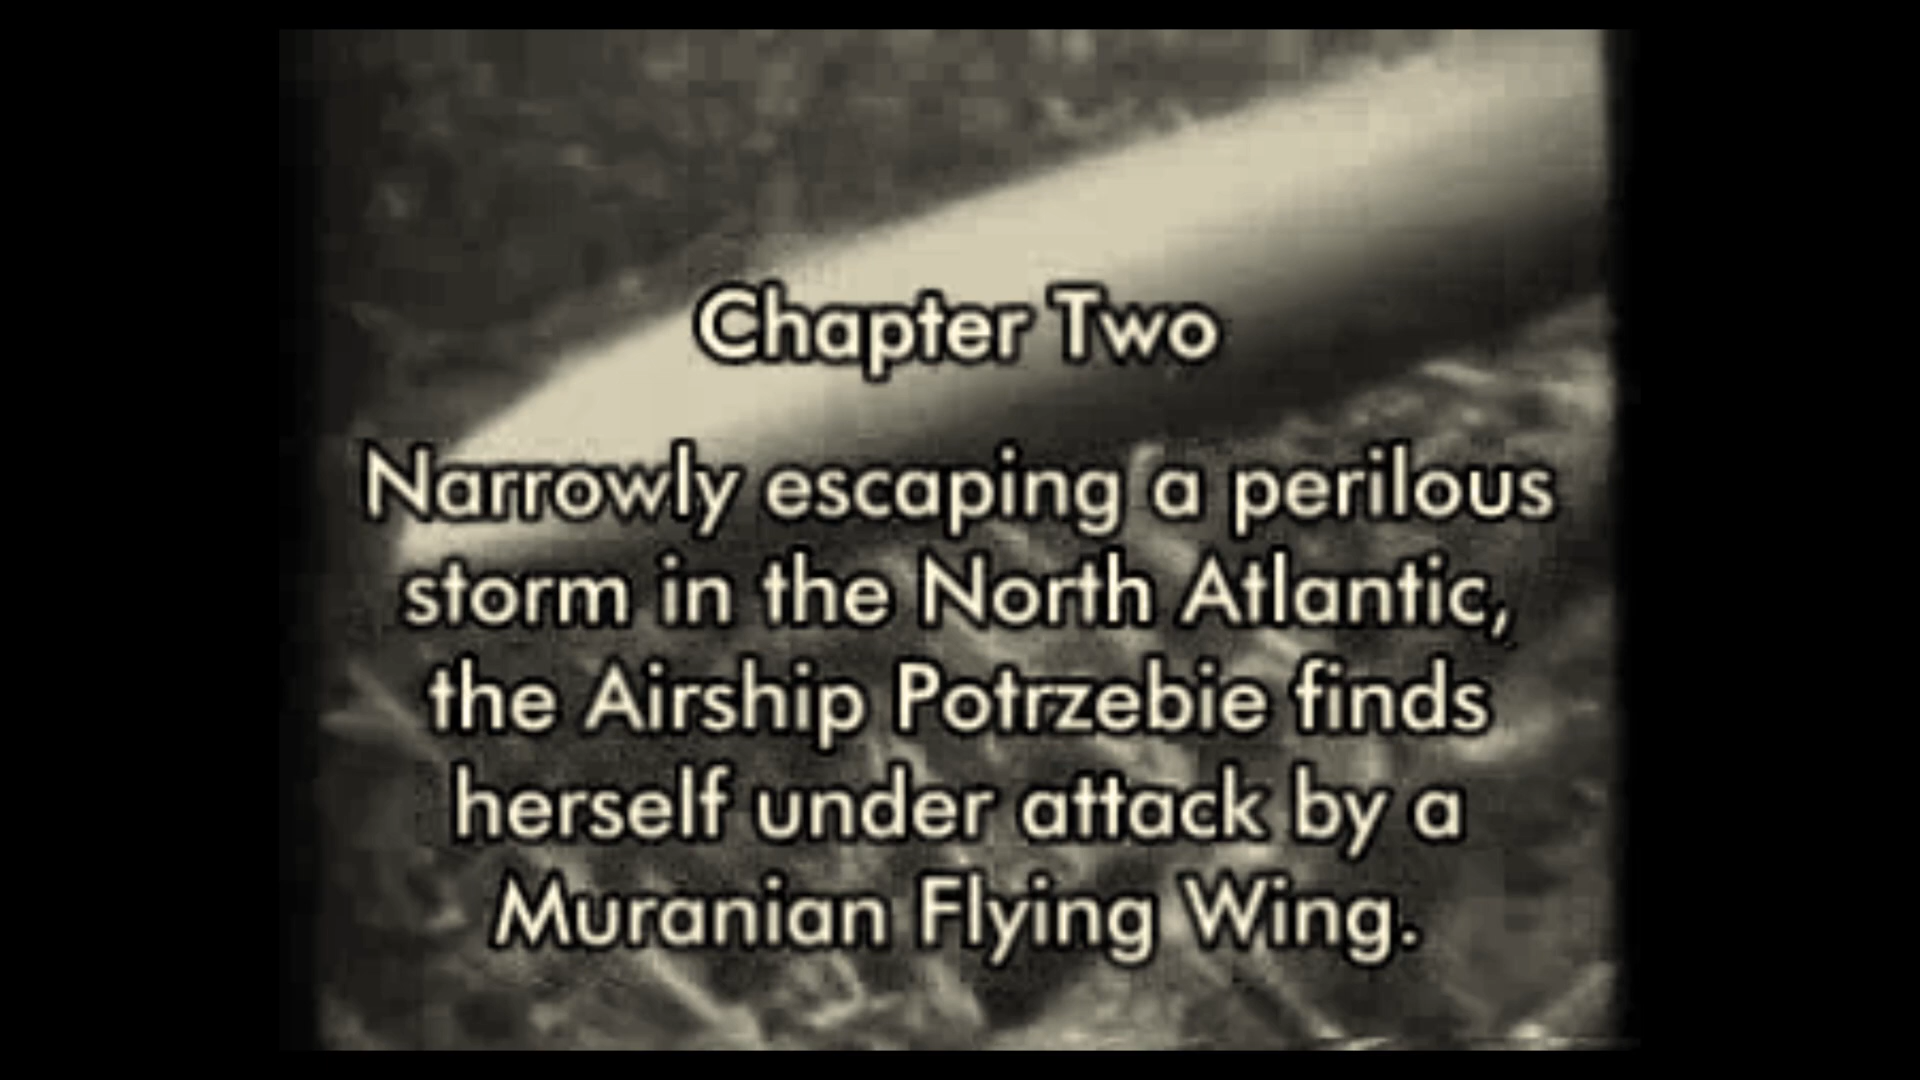 Chapter Two
Narrowly escaping a perilous
storm in the North Atlantic,
the Airship Potrzebie finds
herself under attack by a
Muranian Flying Wing.